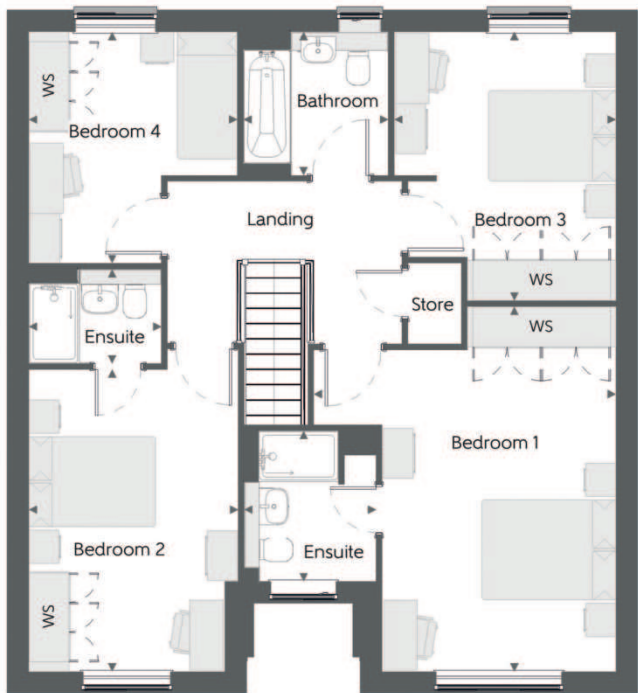 WS
Bedroom 4
Bathroom
Landing
Bedroom 3
WS
Ensuite
Store
WS
Bedroom 1
Bedroom 2
Ensuite
WS